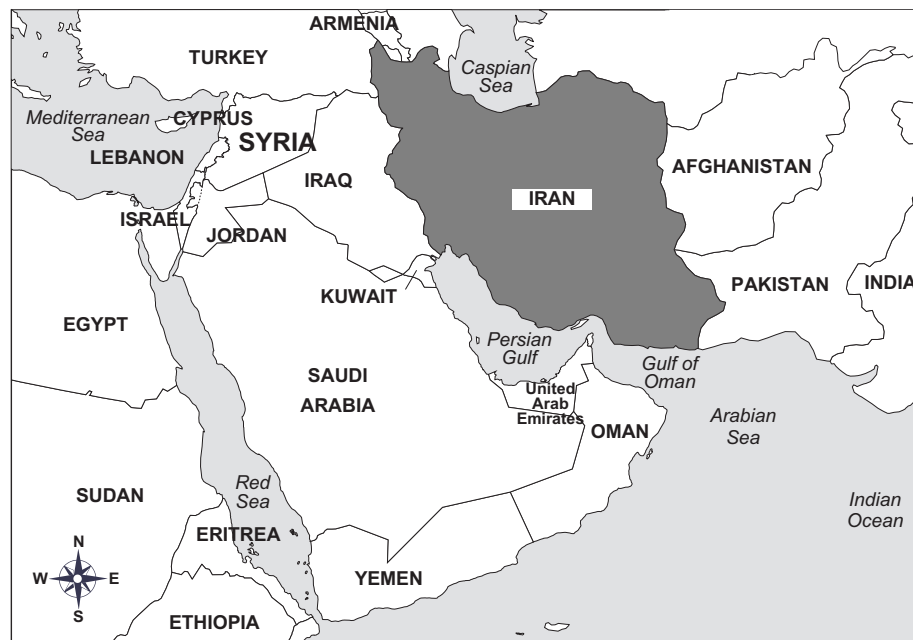 ARMENIA
TURKEY
Caspian
Sea
Mediterranean
Sea
CYPRUS
LEBANON
SYRIA
IRAQ
IRAN
AFGHANISTAN
ISRAEL
JORDAN
KUWAIT
PAKISTAN
INDIA
EGYPT
Persian
Gulf
Gulf of
Oman
SAUDI
ARABIA
United
Arab
Emirates
OMAN
Arabian
Sea
Red
Sea
SUDAN
Indian
Ocean
ERITREA
YEMEN
ETHIOPIA
N
W E
S